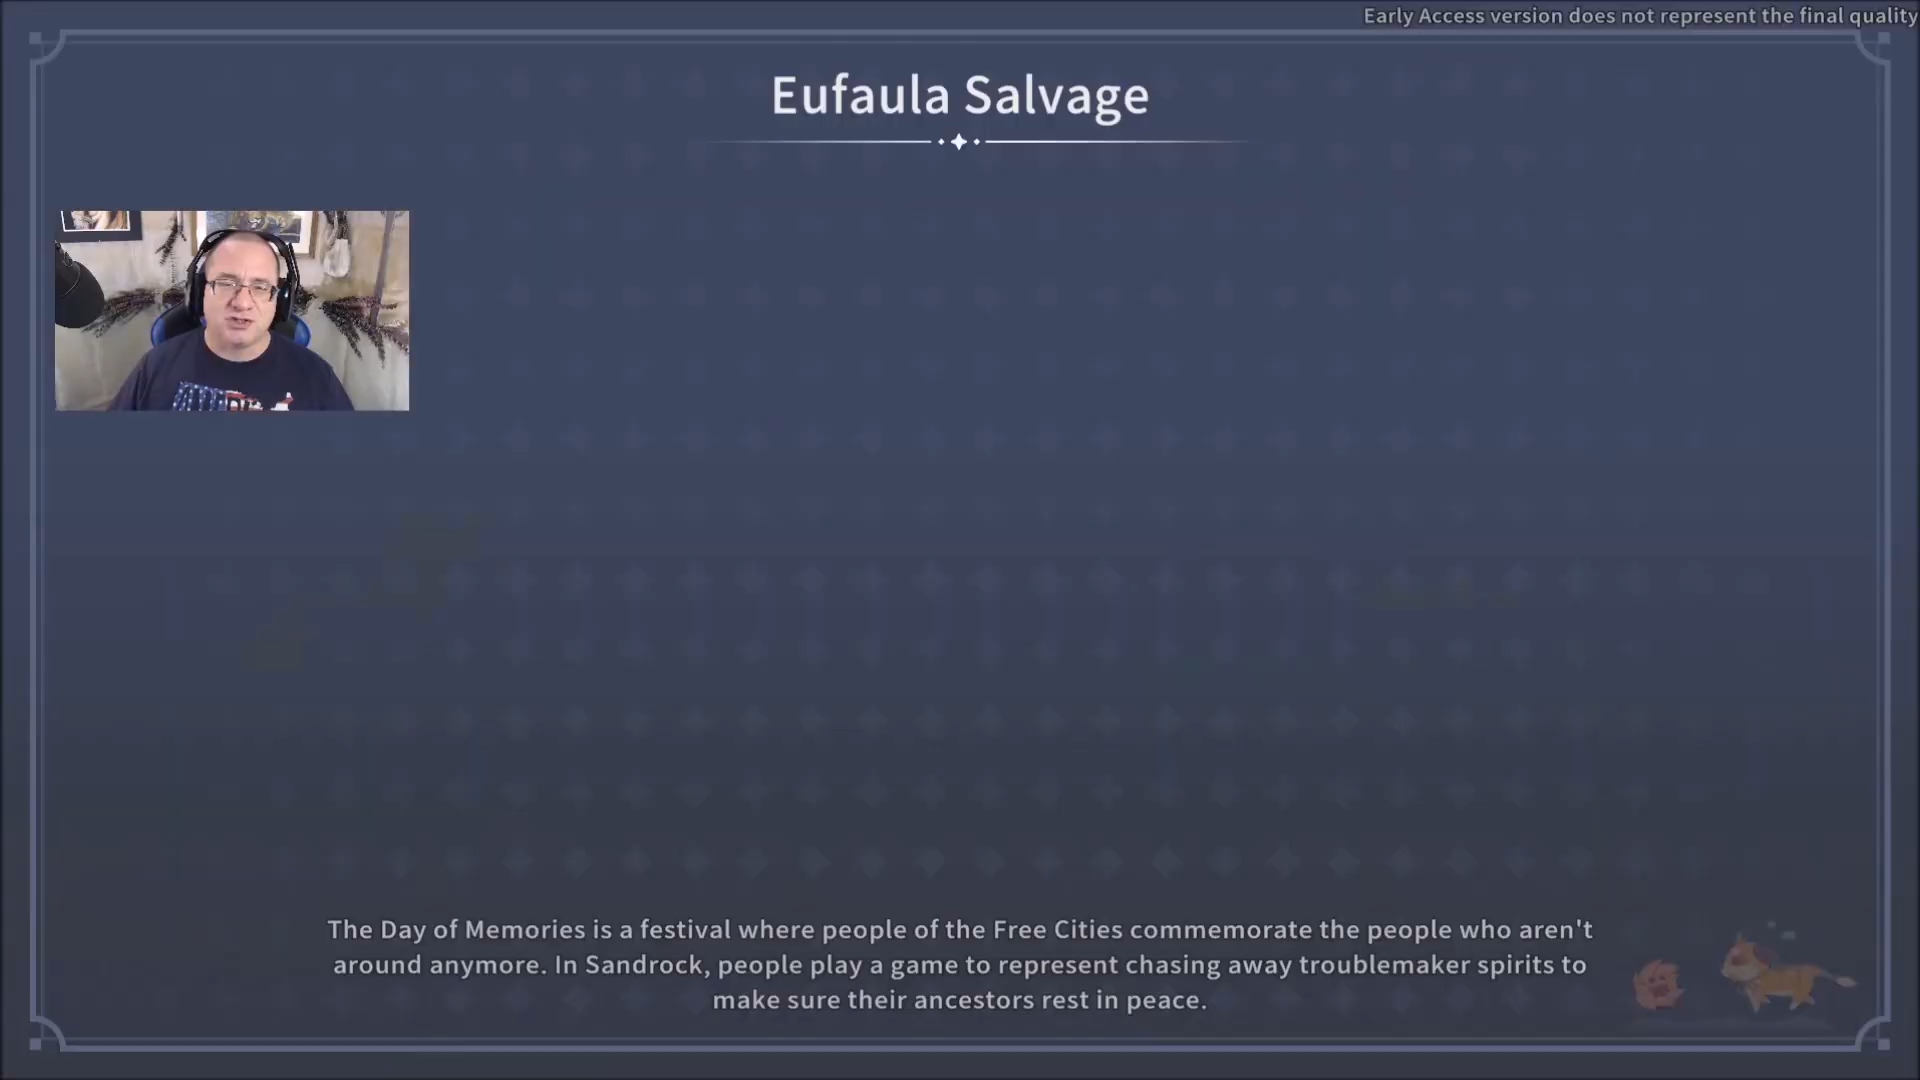 Early Access version does not represent the final quality
Eufaula Salvage
The Day of Memories is a festival where people of the Free Cities commemorate the people who aren't
around anymore. In Sandrock, people play a game to represent chasing away troublemaker spirits to
make sure their ancestors rest in peace.